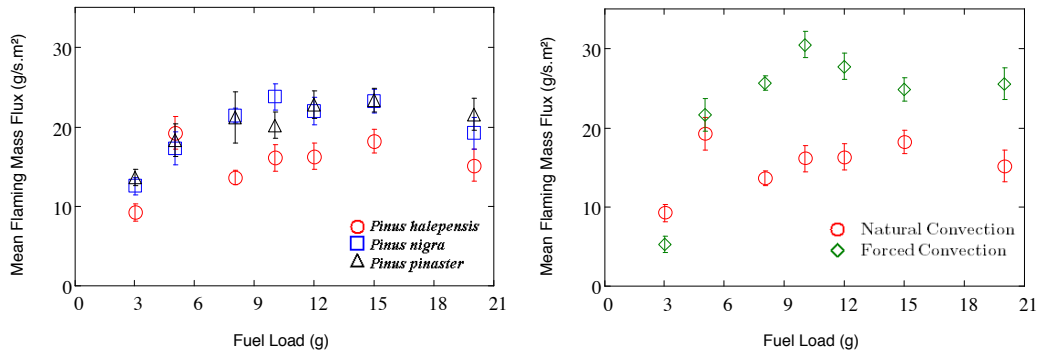 Mean Flaming Mass Flux (g/s.m²)
30
20
10
0
0 3 6 9 12 15 18 21
Fuel Load (g)
Pinus halepensis
Pinus nigra
Pinus pinaster
Mean Flaming Mass Flux (g/s.m²)
30
20
10
0
0 3 6 9 12 15 18 21
Fuel Load (g)
Natural Convection
Forced Convection